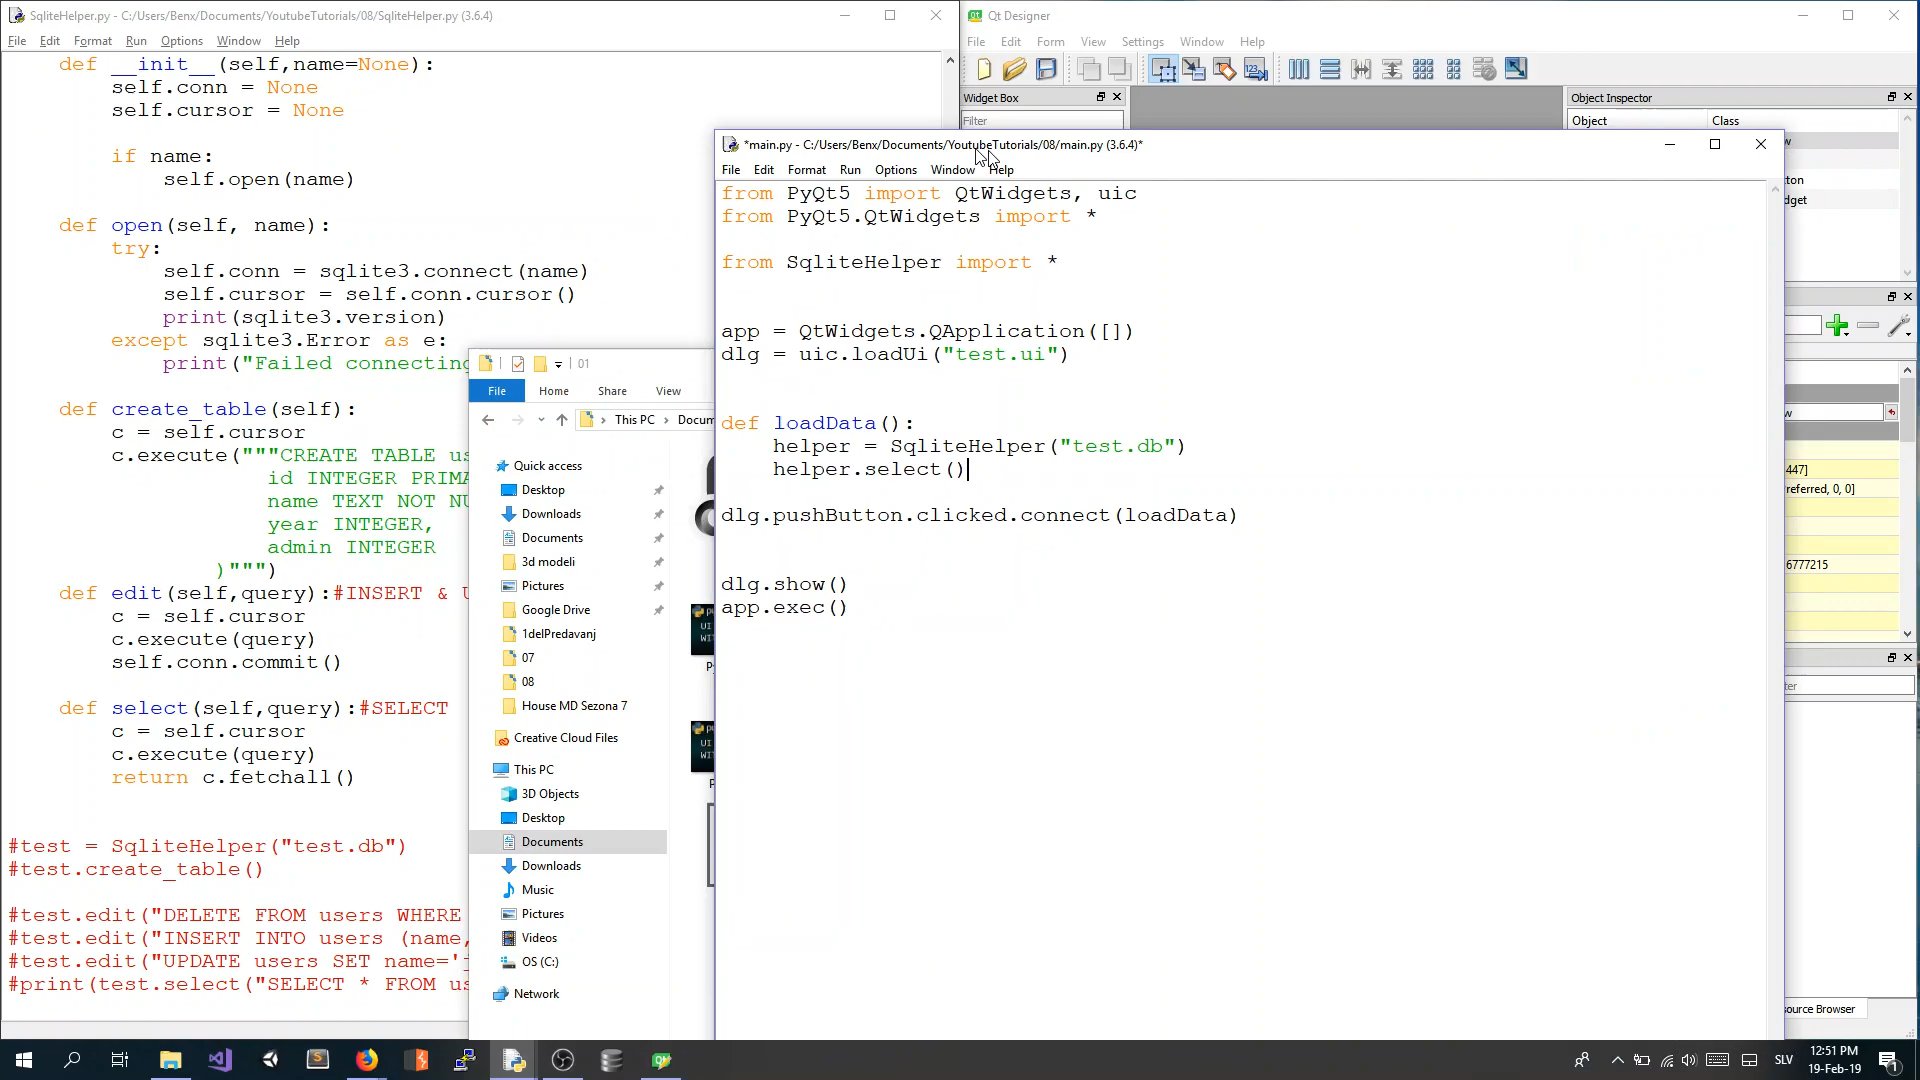 SqliteHelper.py - C:/Users/Benx/Documents/YoutubeTutorials/08/SqliteHelper.py (3.6.4)
File Edit Format Run Options Window Help
def __init__(self,name=None):
self.conn = None
self.cursor = None
if name:
self.open(name)
def open(self, name):
try:
self.conn = sqlite3.connect(name)
self.cursor = self.conn.cursor()
print(sqlite3.version)
except sqlite3.Error as e:
print("Failed connecting
def create_table(self):
c = self.cursor
c.execute("""CREATE TABLE us
id INTEGER PRIMA
name TEXT NOT NU
year INTEGER,
admin INTEGER
)""")
def edit(self,query):#INSERT & U
c = self.cursor
c.execute(query)
self.conn.commit()
def select(self,query):#SELECT
c = self.cursor
c.execute(query)
return c.fetchall()
#test = SqliteHelper("test.db")
#test.create_table()
#test.edit("DELETE FROM users WHERE
#test.edit("INSERT INTO users (name,
#test.edit("UPDATE users SET name='j
#print(test.select("SELECT * FROM us
01
File Home Share View
This PC Docum
Quick access
Desktop
Downloads
Documents
3d modeli
Pictures
Google Drive
1delPredavanj
07
08
House MD Sezona 7
Creative Cloud Files
This PC
3D Objects
Desktop
Documents
Downloads
Music
Pictures
Videos
OS (C:)
Network
*main.py - C:/Users/Benx/Documents/YoutubeTutorials/08/main.py (3.6.4)*
File Edit Format Run Options Window Help
from PyQt5 import QtWidgets, uic
from PyQt5.QtWidgets import *
from SqliteHelper import *
app = QtWidgets.QApplication([])
dlg = uic.loadUi("test.ui")
def loadData():
helper = SqliteHelper("test.db")
helper.select()
dlg.pushButton.clicked.connect(loadData)
dlg.show()
app.exec()
Qt Designer
File Edit Form View Settings Window Help
Widget Box
Filter
Object Inspector
Object Class
w
ton
dget
w
447]
referred, 0, 0]
6777215
ter
source Browser
SLV
12:51 PM
19-Feb-19
1